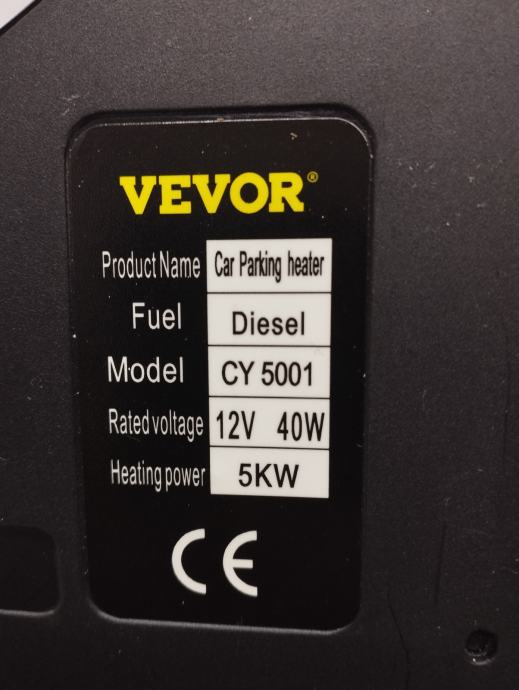 VEVOR®
Product Name Car Parking heater
Fuel Diesel
Model CY 5001
Rated voltage 12V 40W
Heating power 5KW
CE